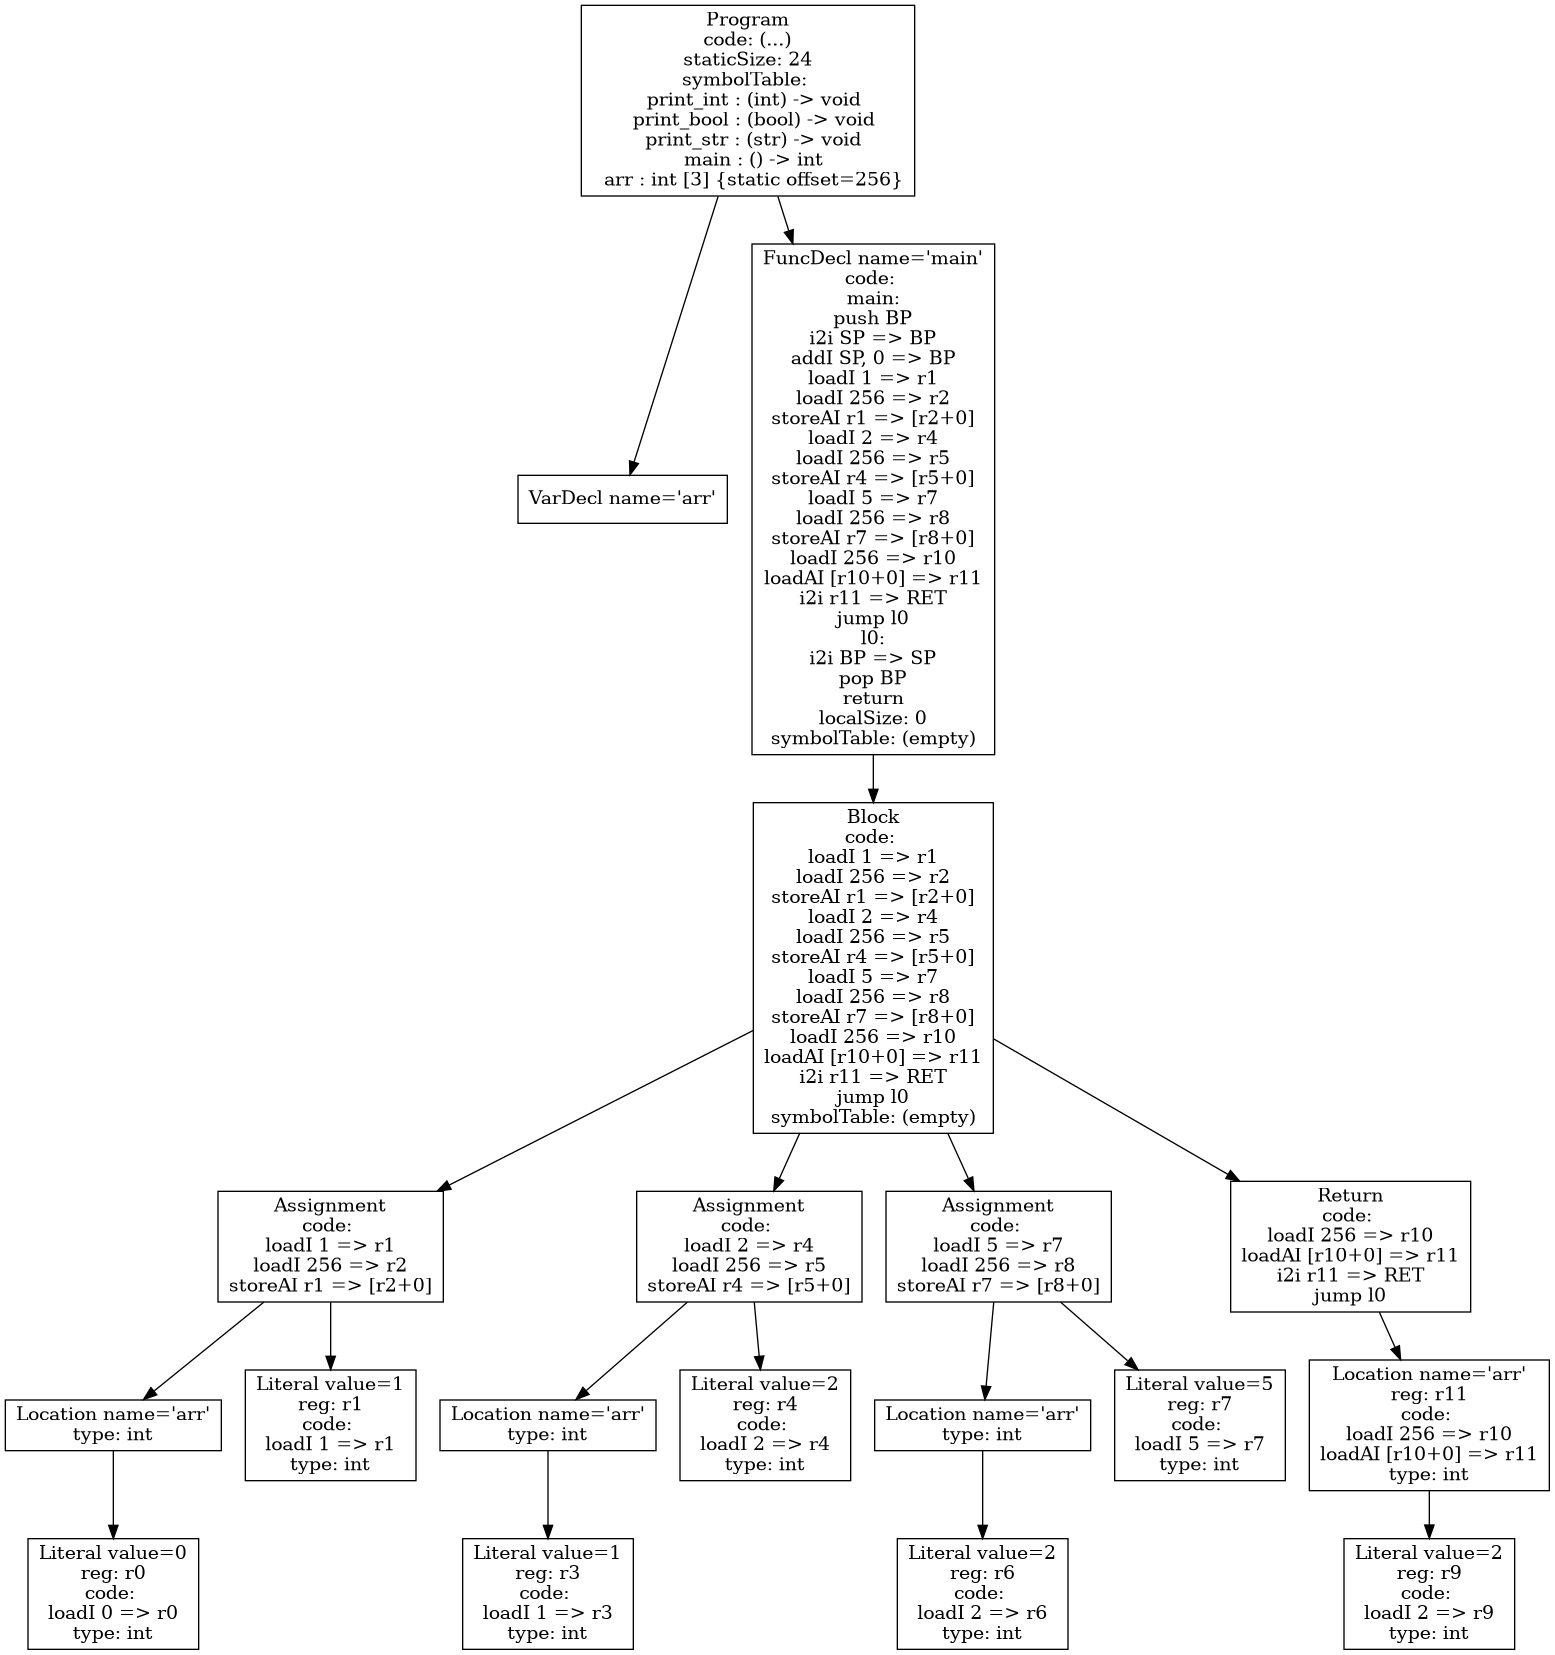 Program
code: (...)
staticSize: 24
symbolTable:
print_int : (int) -> void
print_bool : (bool) -> void
print_str : (str) -> void
main : () -> int
arr : int [3] {static offset=256}
VarDecl name='arr'
FuncDecl name='main'
code:
main:
push BP
i2i SP => BP
addI SP, 0 => BP
loadI 1 => r1
loadI 256 => r2
storeAI r1 => [r2+0]
loadI 2 => r4
loadI 256 => r5
storeAI r4 => [r5+0]
loadI 5 => r7
loadI 256 => r8
storeAI r7 => [r8+0]
loadI 256 => r10
loadAI [r10+0] => r11
i2i r11 => RET
jump l0
l0:
i2i BP => SP
pop BP
return
localSize: 0
symbolTable: (empty)
Block
code:
loadI 1 => r1
loadI 256 => r2
storeAI r1 => [r2+0]
loadI 2 => r4
loadI 256 => r5
storeAI r4 => [r5+0]
loadI 5 => r7
loadI 256 => r8
storeAI r7 => [r8+0]
loadI 256 => r10
loadAI [r10+0] => r11
i2i r11 => RET
jump l0
symbolTable: (empty)
Assignment
code:
loadI 1 => r1
loadI 256 => r2
storeAI r1 => [r2+0]
Assignment
code:
loadI 2 => r4
loadI 256 => r5
storeAI r4 => [r5+0]
Assignment
code:
loadI 5 => r7
loadI 256 => r8
storeAI r7 => [r8+0]
Return
code:
loadI 256 => r10
loadAI [r10+0] => r11
i2i r11 => RET
jump l0
Location name='arr'
type: int
Literal value=1
reg: r1
code:
loadI 1 => r1
type: int
Location name='arr'
type: int
Literal value=2
reg: r4
code:
loadI 2 => r4
type: int
Location name='arr'
type: int
Literal value=5
reg: r7
code:
loadI 5 => r7
type: int
Location name='arr'
reg: r11
code:
loadI 256 => r10
loadAI [r10+0] => r11
type: int
Literal value=0
reg: r0
code:
loadI 0 => r0
type: int
Literal value=1
reg: r3
code:
loadI 1 => r3
type: int
Literal value=2
reg: r6
code:
loadI 2 => r6
type: int
Literal value=2
reg: r9
code:
loadI 2 => r9
type: int